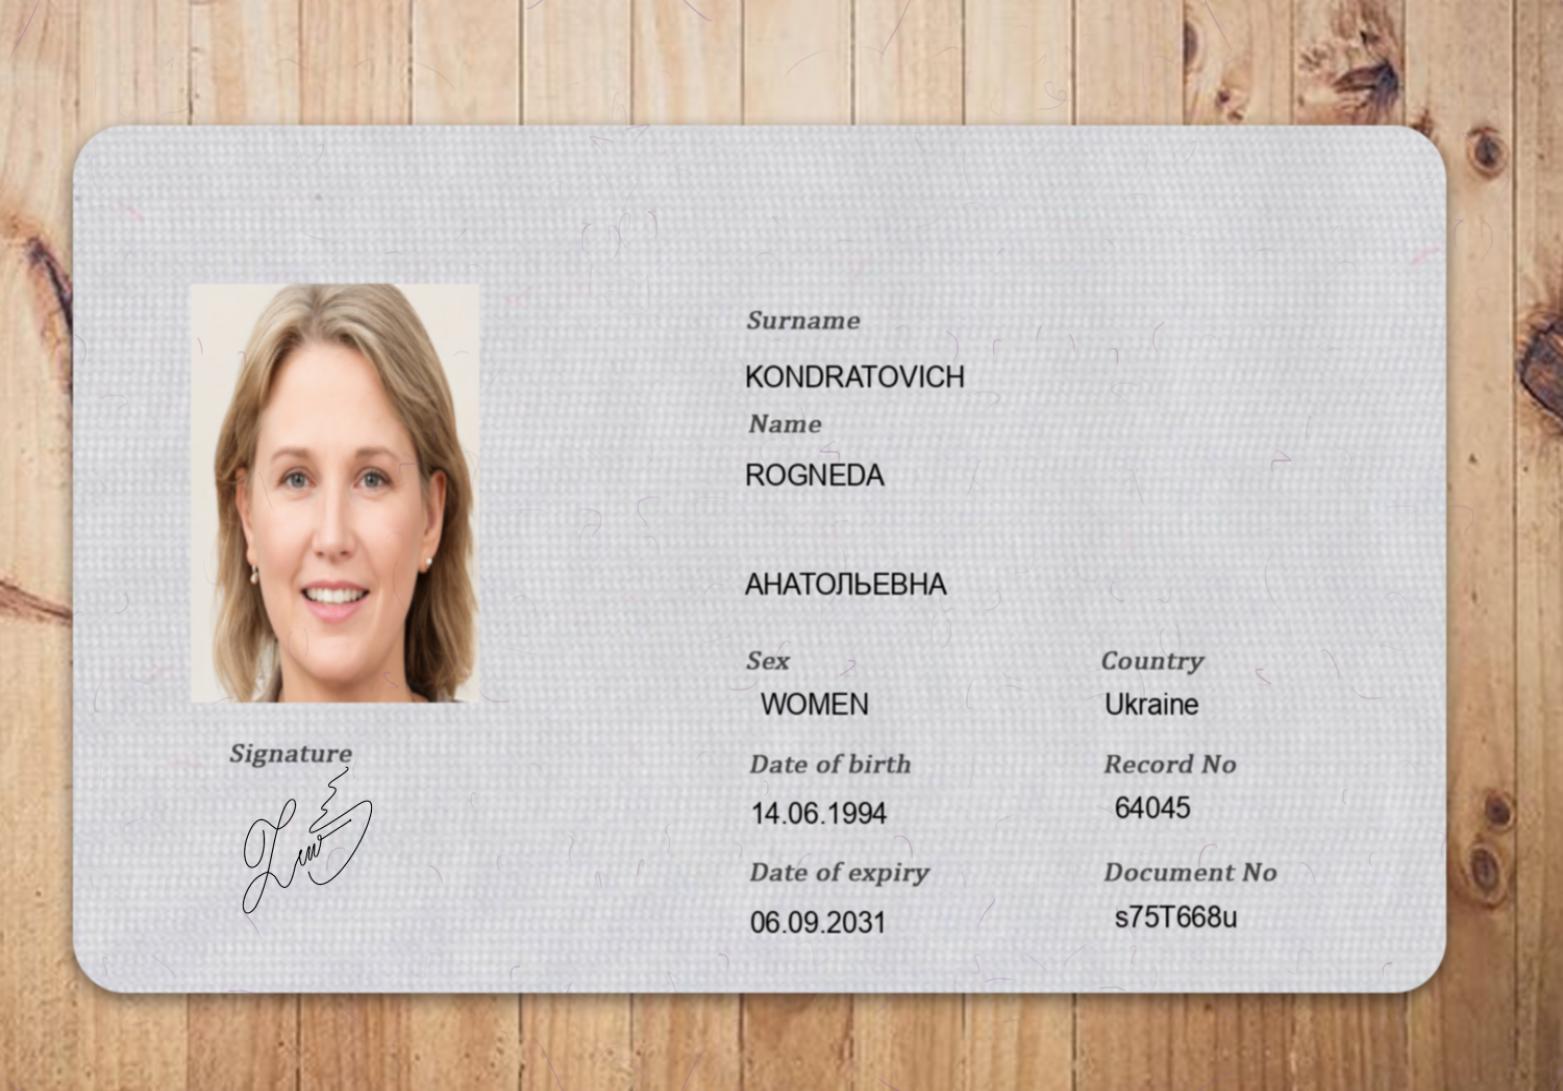 Surname
KONDRATOVICH
Name
ROGNEDA
АНАТОЛЬЕВНА
Sex
Country
WOMEN
Ukraine
Date of birth
Record No
14.06.1994
64045
Date of expiry
Document No
06.09.2031
s75T668u
Signature